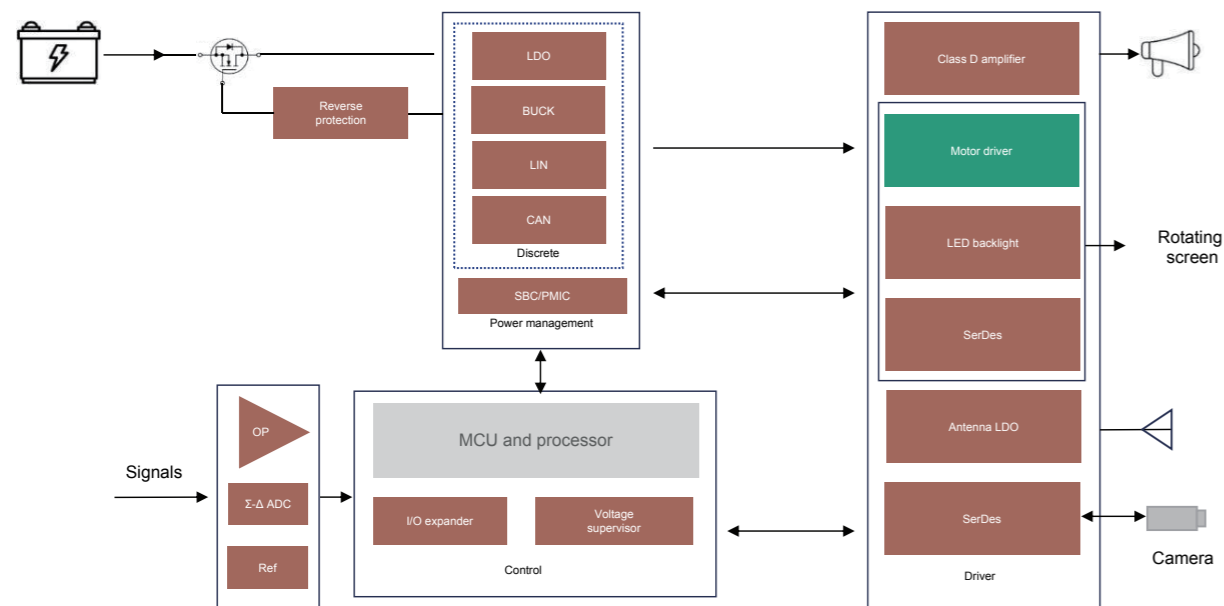 LDO
Reverse
protection
BUCK
LIN
CAN
Discrete
SBC/PMIC
Power management
Class D amplifier
Motor driver
LED backlight
Rotating
screen
SerDes
Antenna LDO
SerDes
Camera
Driver
Signals
OP
Σ-Δ ADC
Ref
MCU and processor
I/O expander
Voltage
supervisor
Control